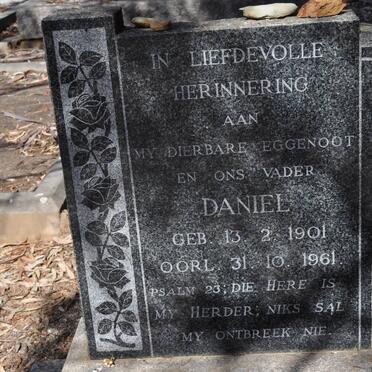 IN LIEFDEVOLLE
HERINNERING
AAN
MY DIERBARE EGGENOOT
EN ONS VADER
DANIEL
GEB. 13. 2. 1901
OORL. 31. 10. 1961.
PSALM 23; DIE HERE IS
MY HERDER; NIKS SAL
MY ONTBREEK NIE.